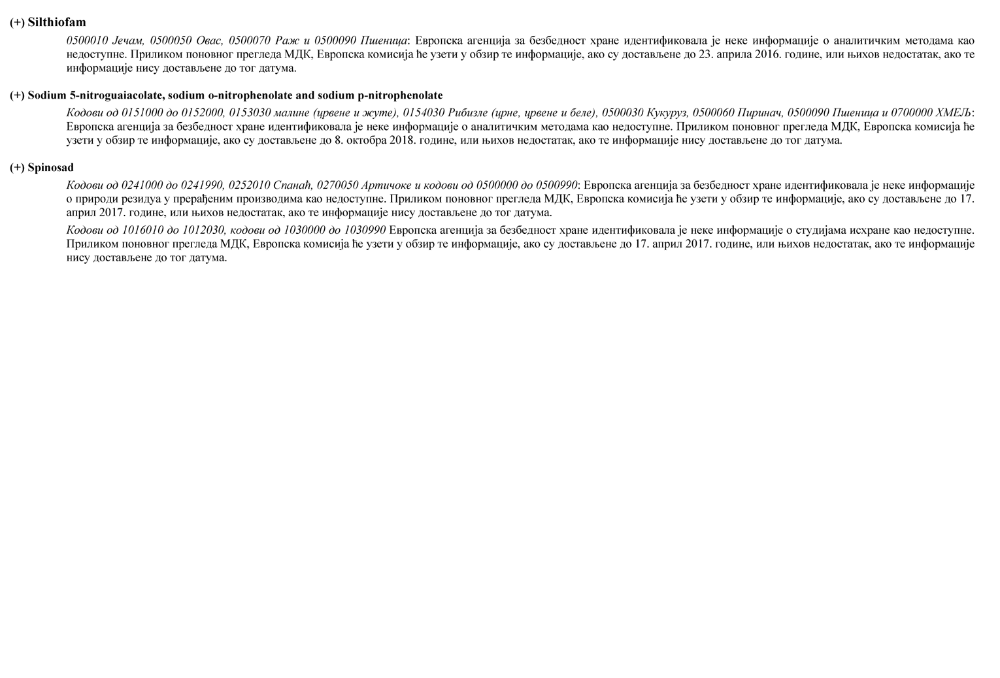 (+) Silthiofam
0500010 Јечам, 0500050 Овас, 0500070 Раж и 0500090 Пшеница: Европска агенција за безбедност хране идентификовала је неке информације о аналитичким методама као
недоступне. Приликом поновног прегледа МДК, Европска комисија ће узети у обзир те информације, ако су достављене до 23. априла 2016. године, или њихов недостатак, ако те
информације нису достављене до тог датума.
(+) Sodium 5-nitroguaiacolate, sodium o-nitrophenolate and sodium p-nitrophenolate
Кодови од 0151000 до 0152000, 0153030 малине (црвене и жуте), 0154030 Рибизле (црне, црвене и беле), 0500030 Кукуруз, 0500060 Пиринач, 0500090 Пшеница и 0700000 ХМЕЉ:
Европска агенција за безбедност хране идентификовала је неке информације о аналитичким методама као недоступне. Приликом поновног прегледа МДК, Европска комисија ће
узети у обзир те информације, ако су достављене до 8. октобра 2018. године, или њихов недостатак, ако те информације нису достављене до тог датума.
(+) Spinosad
Кодови од 0241000 до 0241990, 0252010 Спанаћ, 0270050 Артичоке и кодови од 0500000 до 0500990: Европска агенција за безбедност хране идентификовала је неке информације
о природи резидуа у прерађеним производима као недоступне. Приликом поновног прегледа МДК, Европска комисија ће узети у обзир те информације, ако су достављене до 17.
април 2017. године, или њихов недостатак, ако те информације нису достављене до тог датума.
Кодови од 1016010 до 1012030, кодови од 1030000 до 1030990 Европска агенција за безбедност хране идентификовала је неке информације о студијама исхране као недоступне.
Приликом поновног прегледа МДК, Европска комисија ће узети у обзир те информације, ако су достављене до 17. април 2017. године, или њихов недостатак, ако те информације
нису достављене до тог датума.